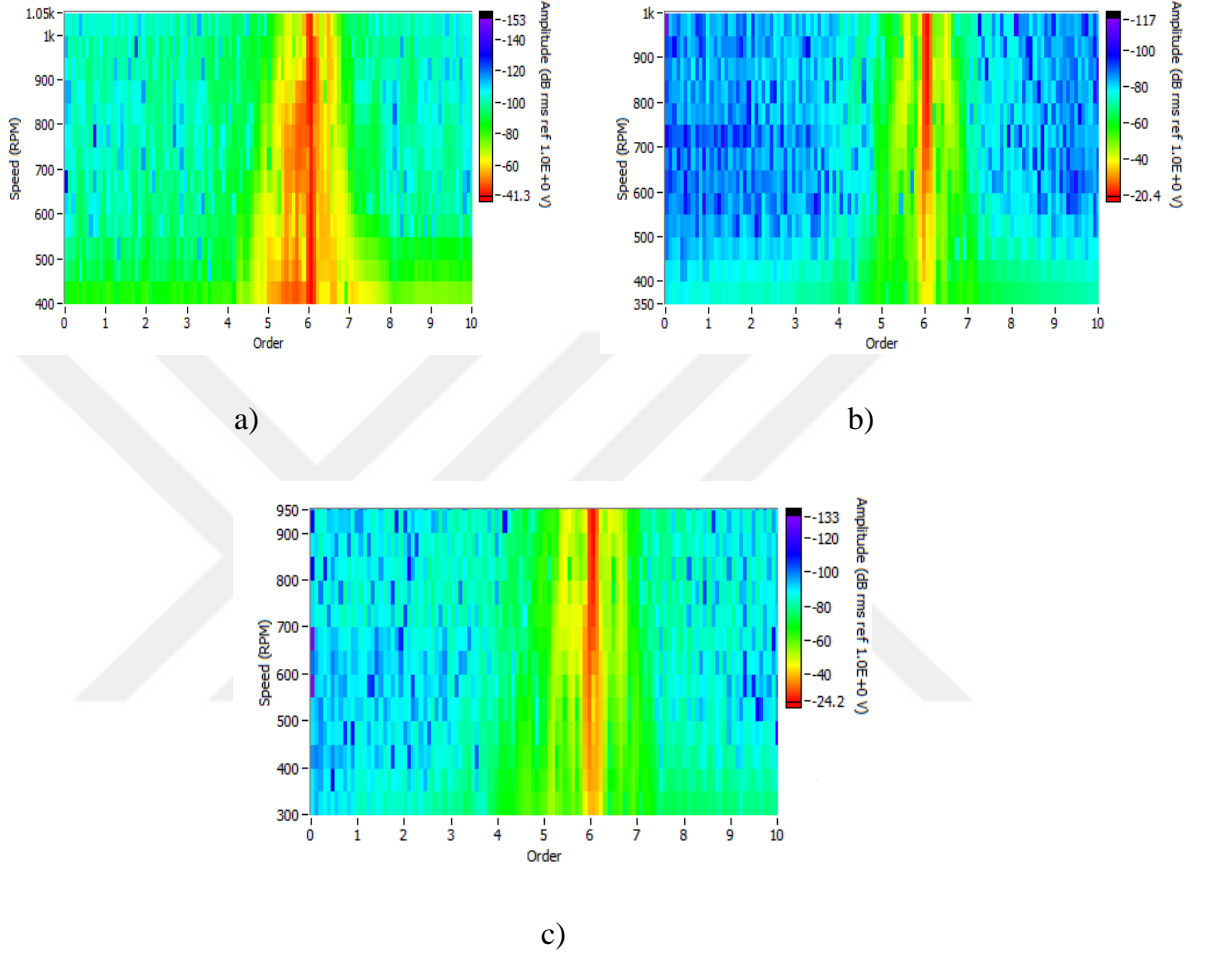 1.05k
1k
900
800
700
600
500
400
Speed (RPM)
0 1 2 3 4 5 6 7 8 9 10
Order
-153
-140
-120
-100
-80
-60
-41.3
Amplitude (dB rms ref 1.0E+0 V)
a)
1k
900
800
700
600
500
400
350
Speed (RPM)
0 1 2 3 4 5 6 7 8 9 10
Order
-117
-100
-80
-60
-40
-20.4
Amplitude (dB rms ref 1.0E+0 V)
b)
950
900
800
700
600
500
400
300
Speed (RPM)
0 1 2 3 4 5 6 7 8 9 10
Order
-133
-120
-100
-80
-60
-40
-24.2
Amplitude (dB rms ref 1.0E+0 V)
c)